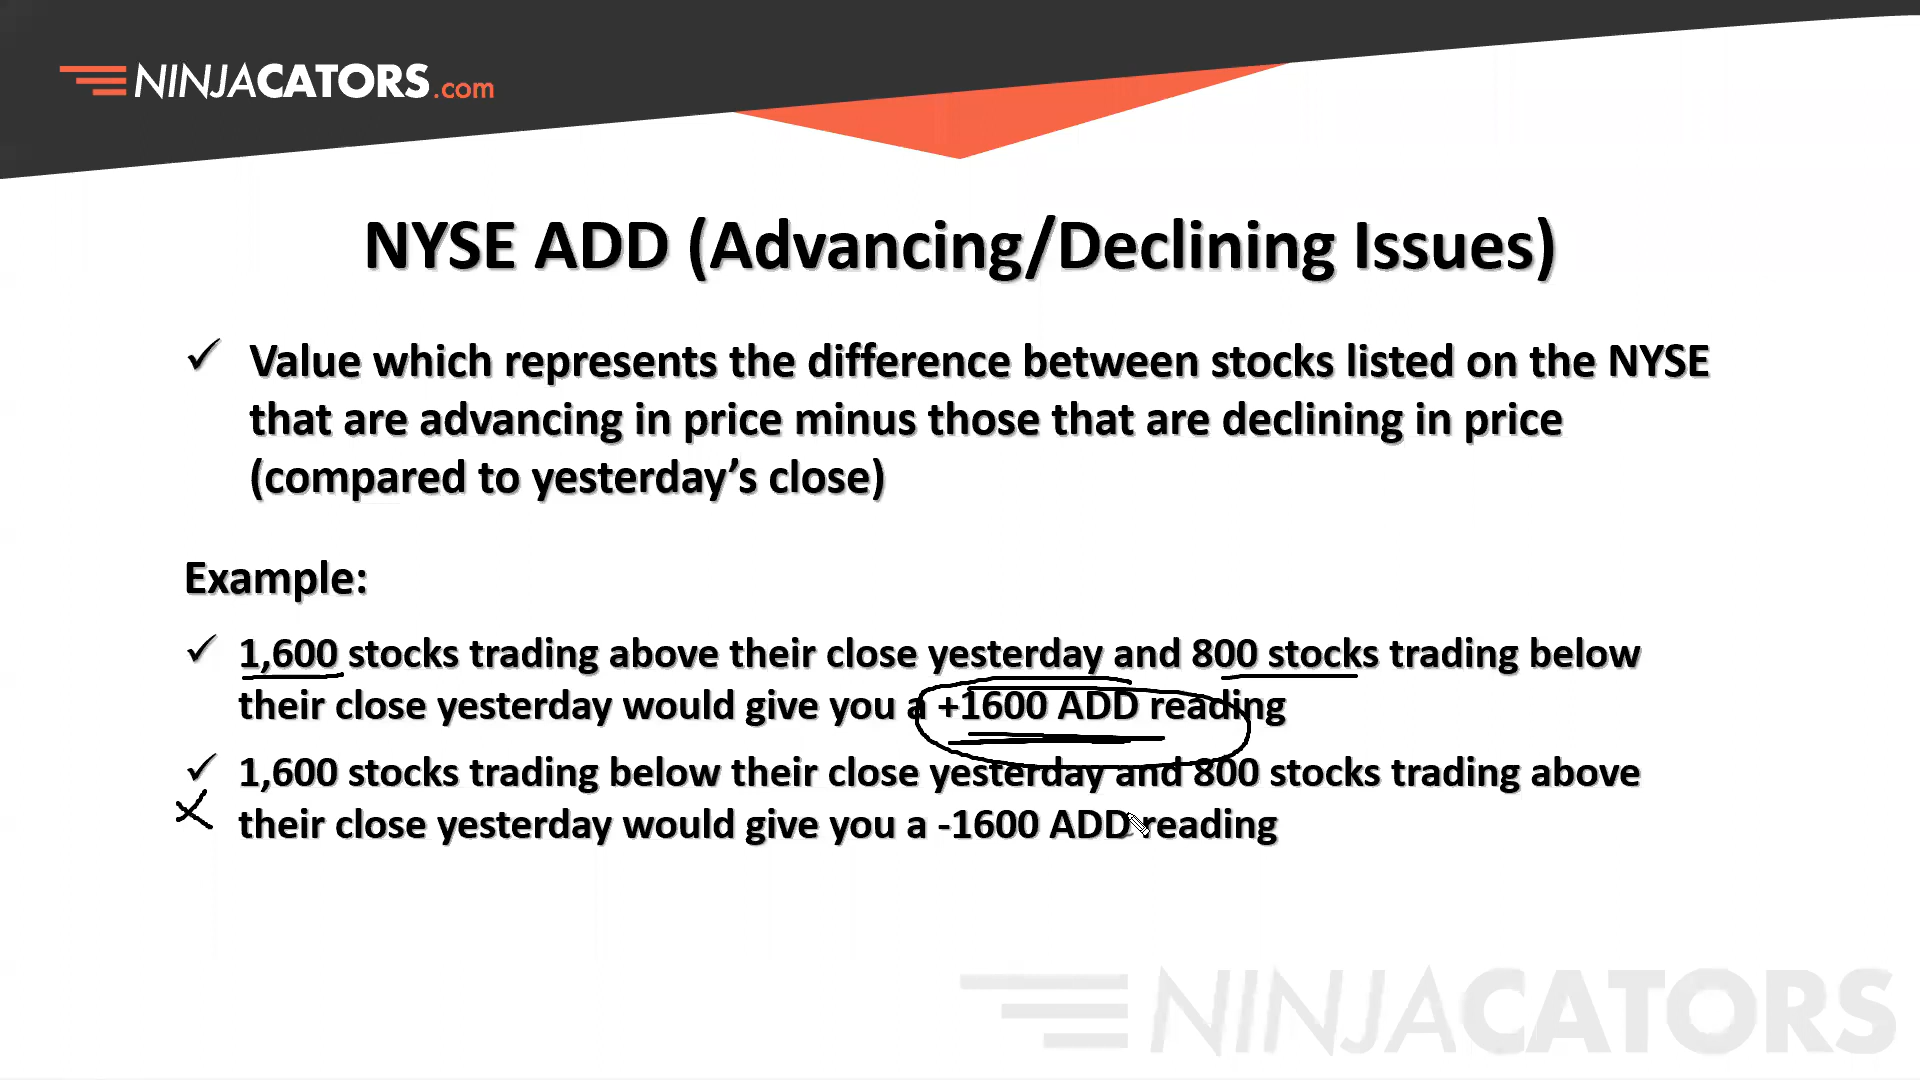 NINJACATORS.com
NYSE ADD (Advancing/Declining Issues)
✓ Value which represents the difference between stocks listed on the NYSE
that are advancing in price minus those that are declining in price
(compared to yesterday’s close)
Example:
✓ 1,600 stocks trading above their close yesterday and 800 stocks trading below
their close yesterday would give you a +1600 ADD reading
✓ 1,600 stocks trading below their close yesterday and 800 stocks trading above
their close yesterday would give you a -1600 ADD reading
NINJACATORS